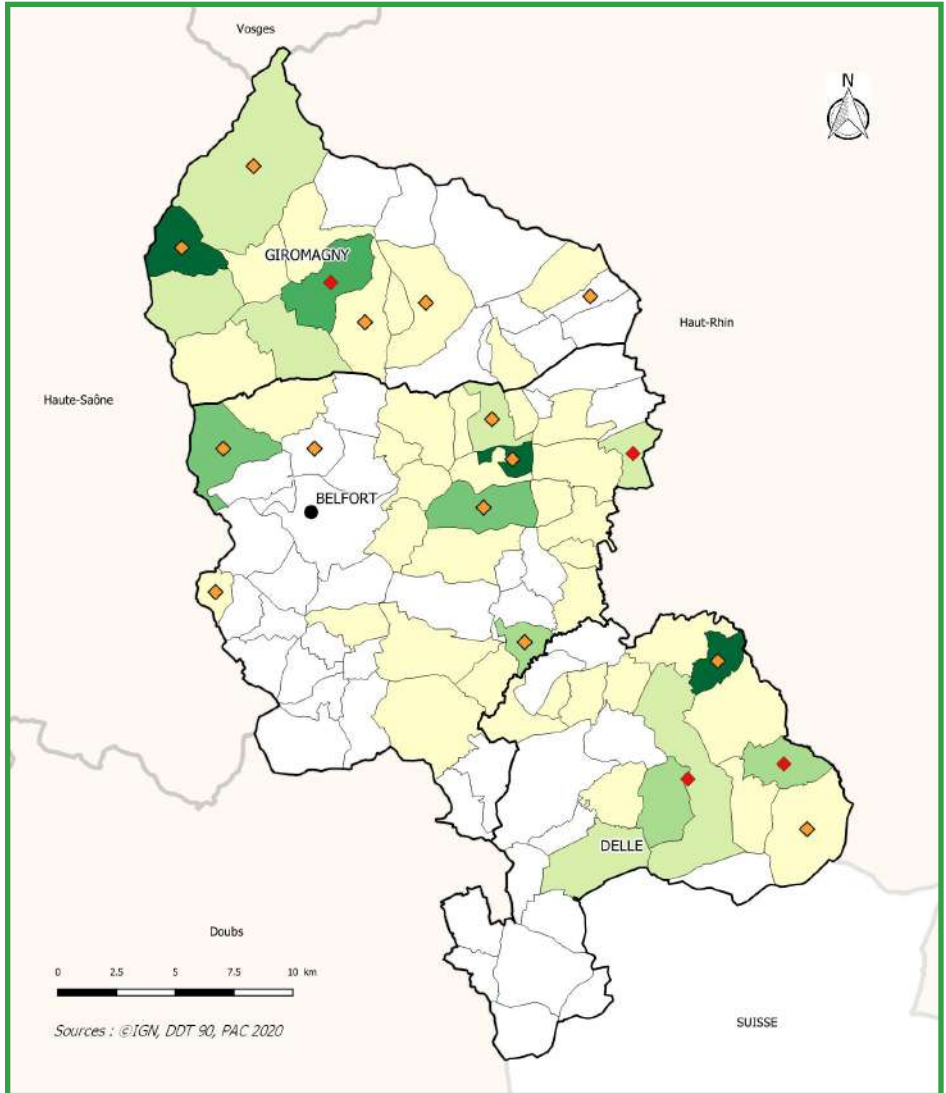 Vosges
N
GIROMAGNY
Haut-Rhin
Haute-Saône
BELFORT
DELLE
Doubs
0 2.5 5 7.5 10 km
Sources : ©IGN, DDT 90, PAC 2020
SUISSE